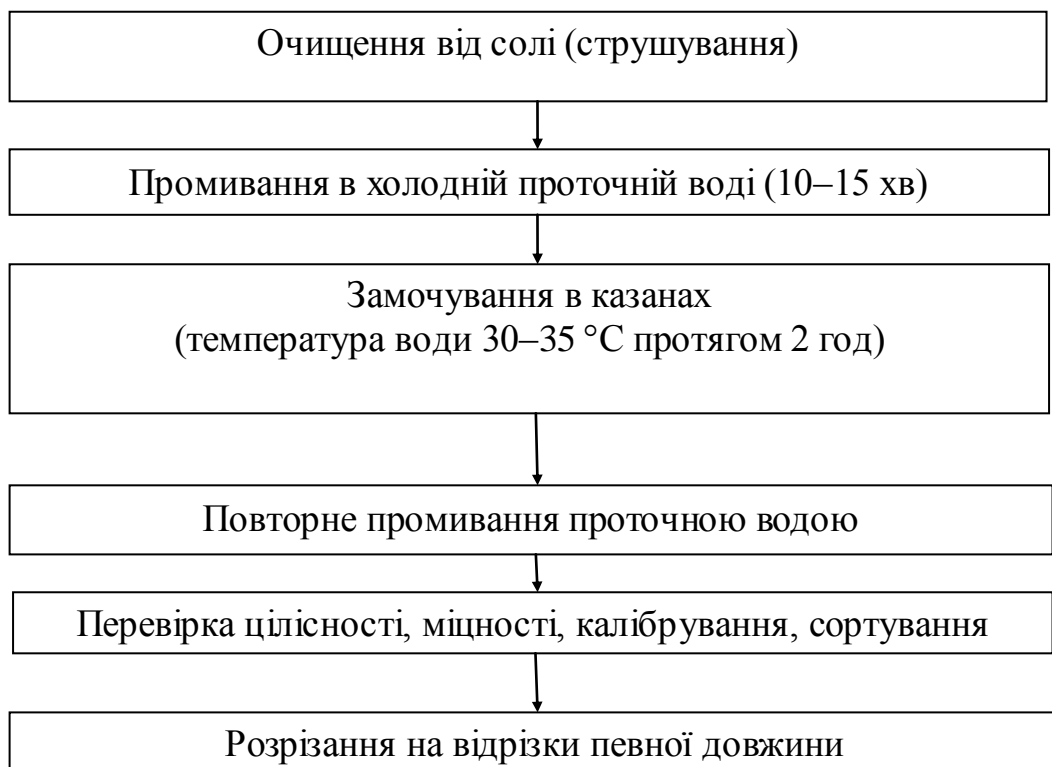 Очищення від солі (струшування)
Промивання в холодній проточній воді (10–15 хв)
Замочування в казанах
(температура води 30–35 °С протягом 2 год)
Повторне промивання проточною водою
Перевірка цілісності, міцності, калібрування, сортування
Розрізання на відрізки певної довжини